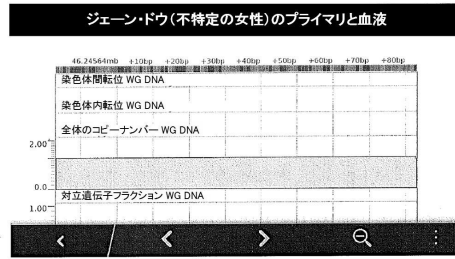 ジェーン・ドウ(不特定の女性)のプライマリと血液
46.24564mb +10bp +20bp +30bp +40bp +50bp +60bp +70bp +80bp
染色体間転位 WG DNA
染色体内転位 WG DNA
全体のコピーナンバー WG DNA
2.00
0.0
対立遺伝子フラクション WG DNA
1.00